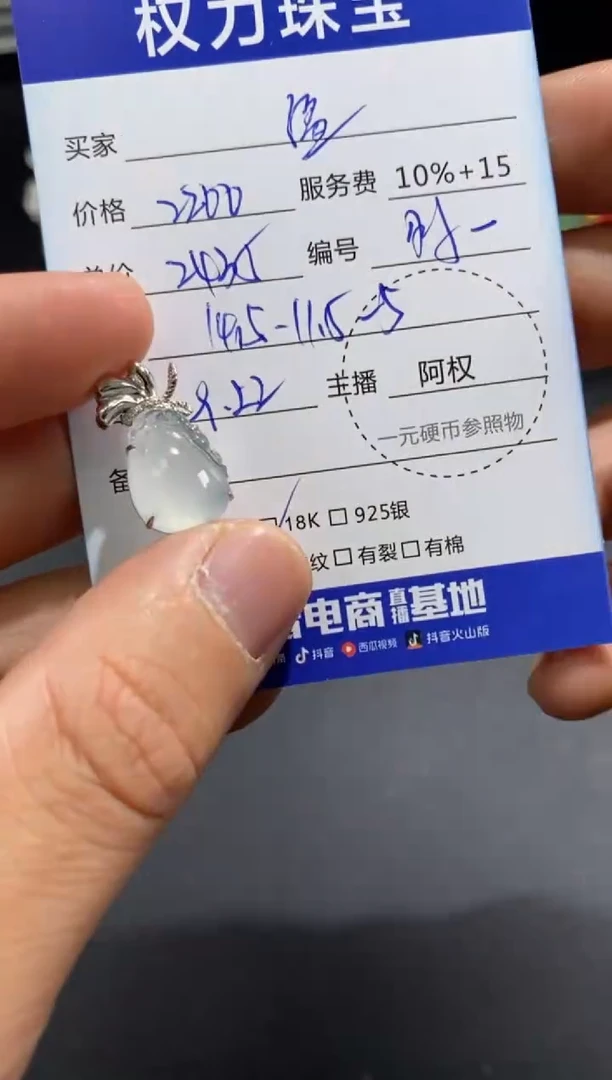 权力珠宝
买家
价格 2200 服务费 10%+15
总价 2435 编号
14.5-11.5-5
9.22 主播 阿权
一元硬币参照物
备
18K 925银
纹 有裂 有棉
电商直播基地
抖音 西瓜视频 抖音火山版